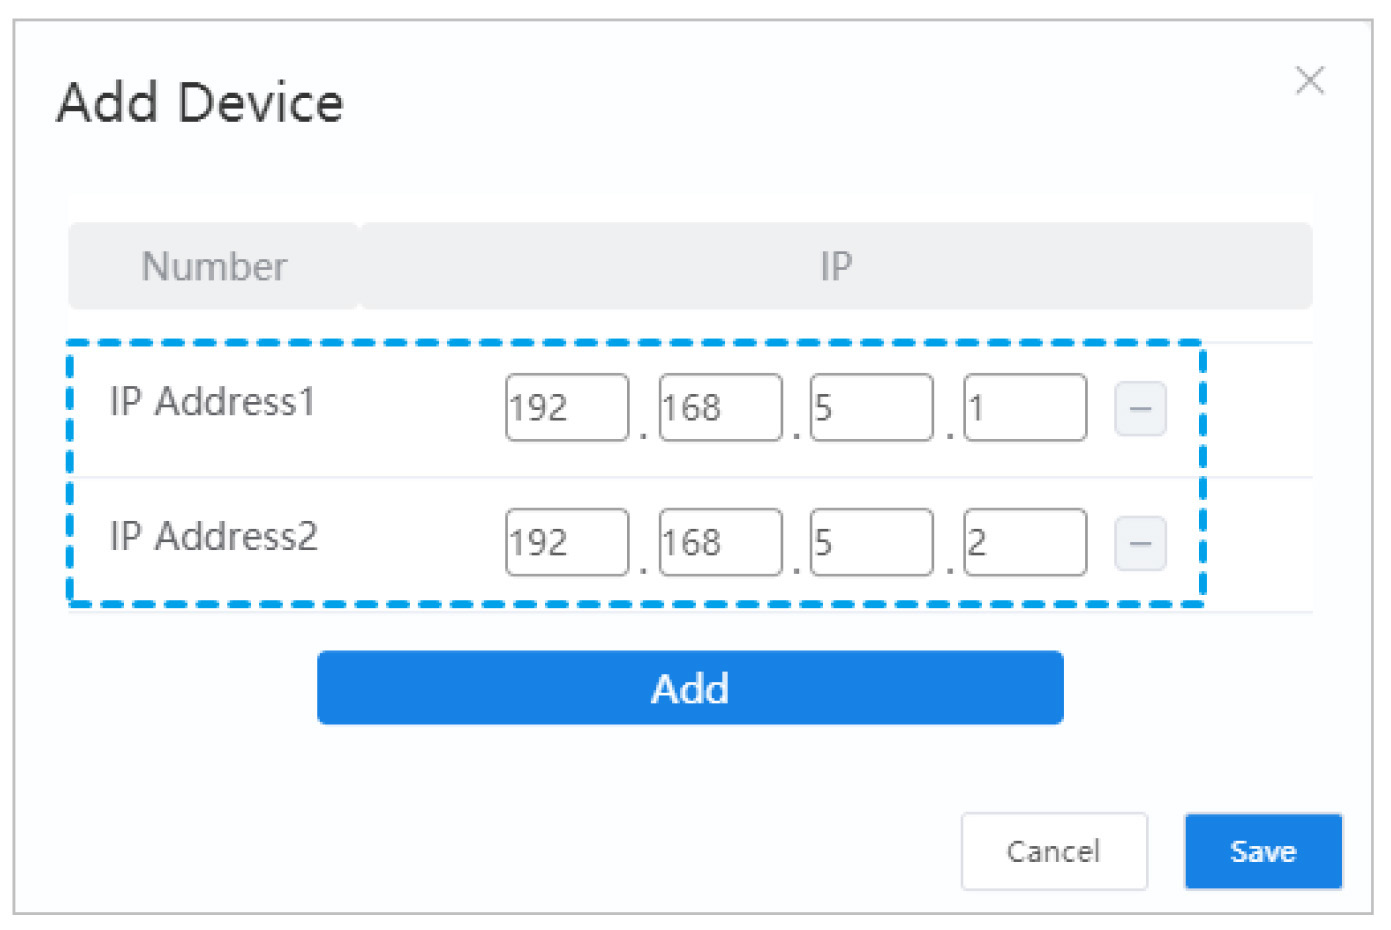 Add Device
Number IP
IP Address1 192 . 168 . 5 . 1 −
IP Address2 192 . 168 . 5 . 2 −
Add
Cancel Save